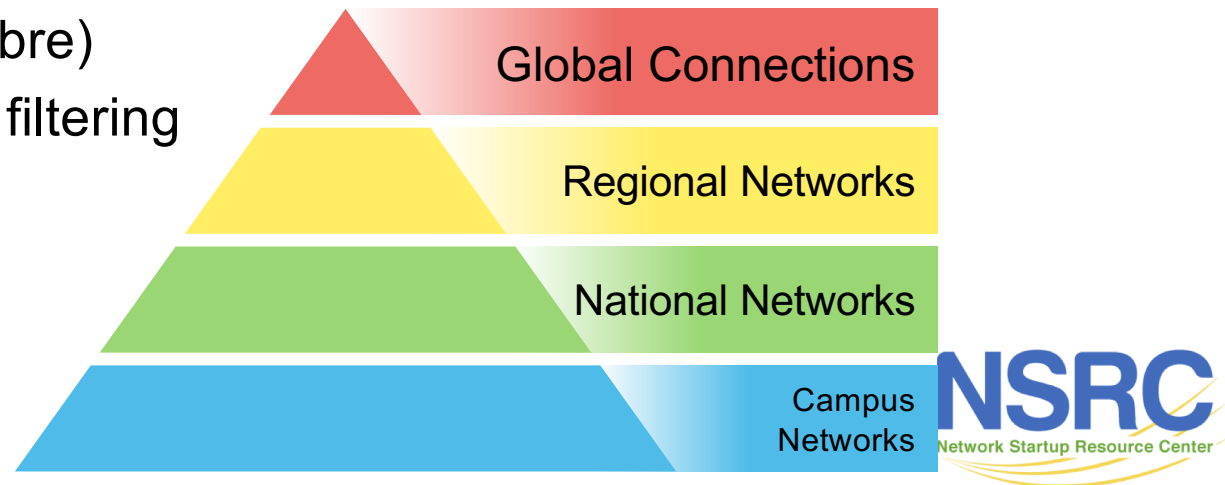 bre)
filtering
Global Connections
Regional Networks
National Networks
Campus
Networks
NSRC
Network Startup Resource Center